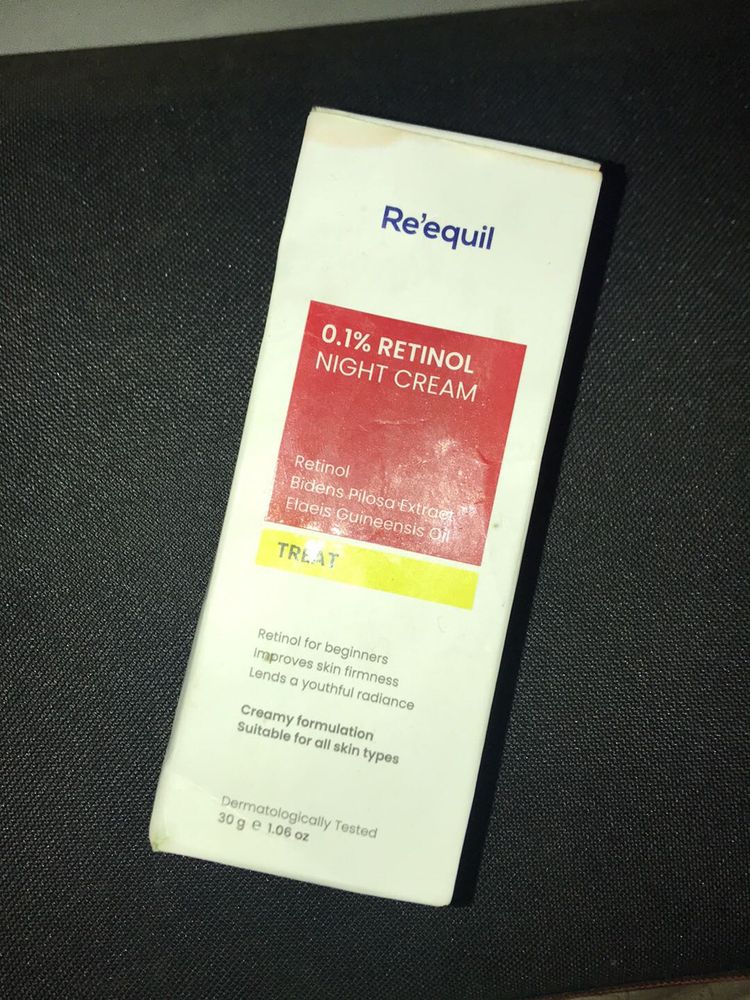 Re'equil
0.1% RETINOL
NIGHT CREAM
Retinol
Bidens Pilosa Extract
Elaeis Guineensis Oil
TREAT
Retinol for beginners
Improves skin firmness
Lends a youthful radiance
Creamy formulation
Suitable for all skin types
Dermatologically Tested
30 g ℮ 1.06 oz